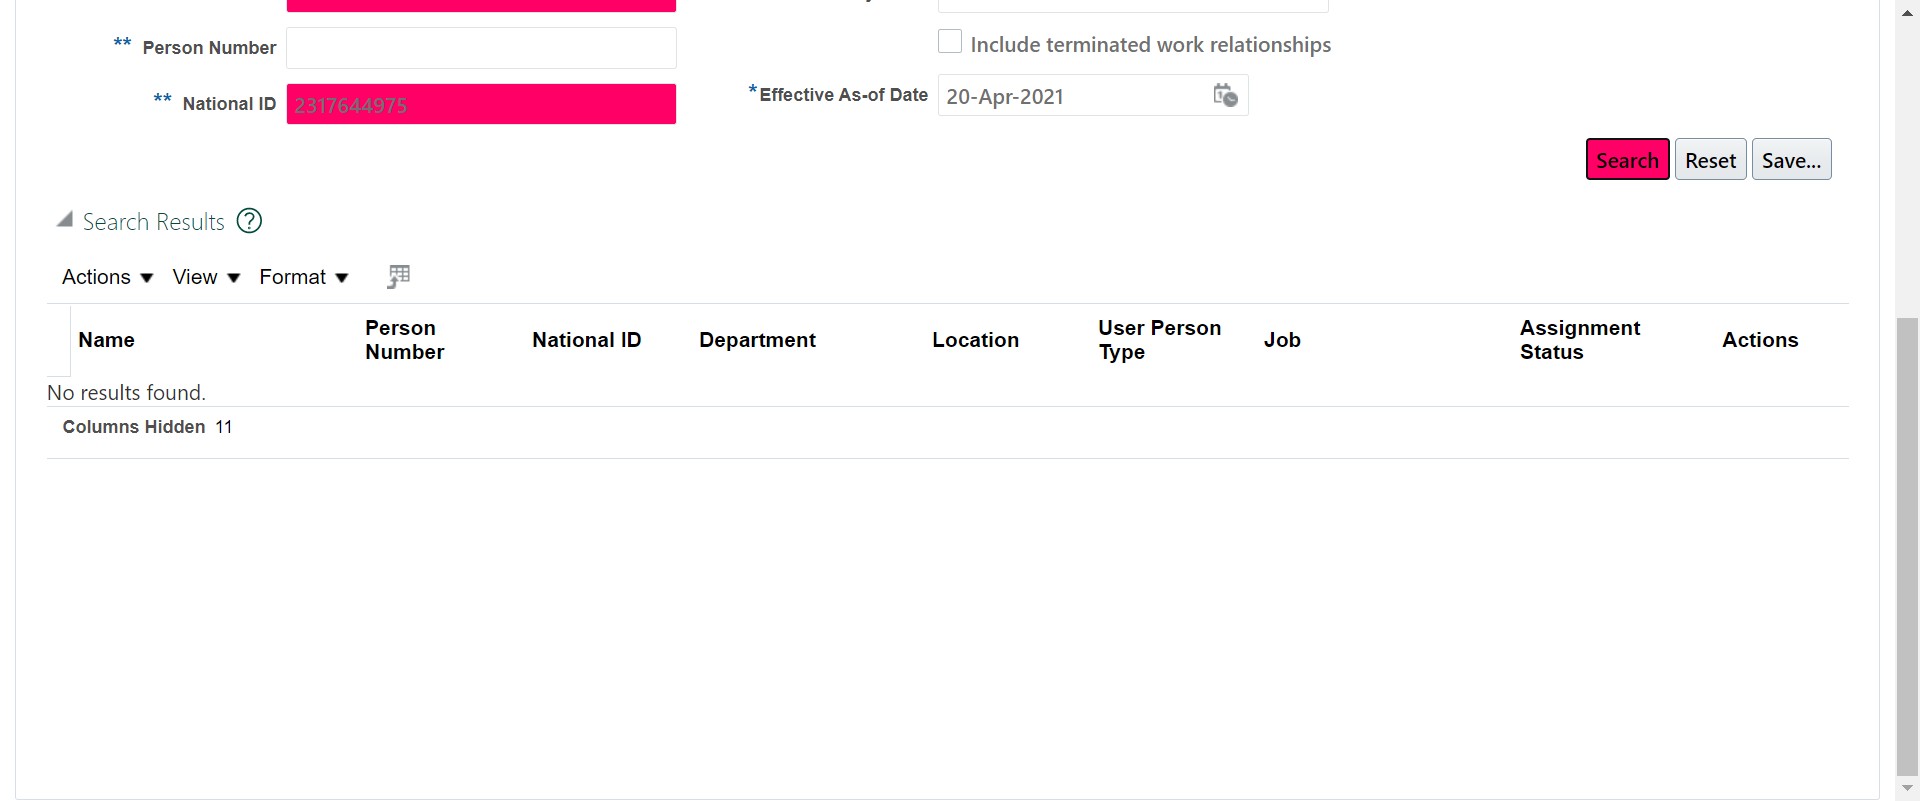 ** Person Number
Include terminated work relationships
** National ID 2317644975
*Effective As-of Date 20-Apr-2021
Search Reset Save...
Search Results ?
Actions View Format
Name Person Number National ID Department Location User Person Type Job Assignment Status Actions
No results found.
Columns Hidden 11